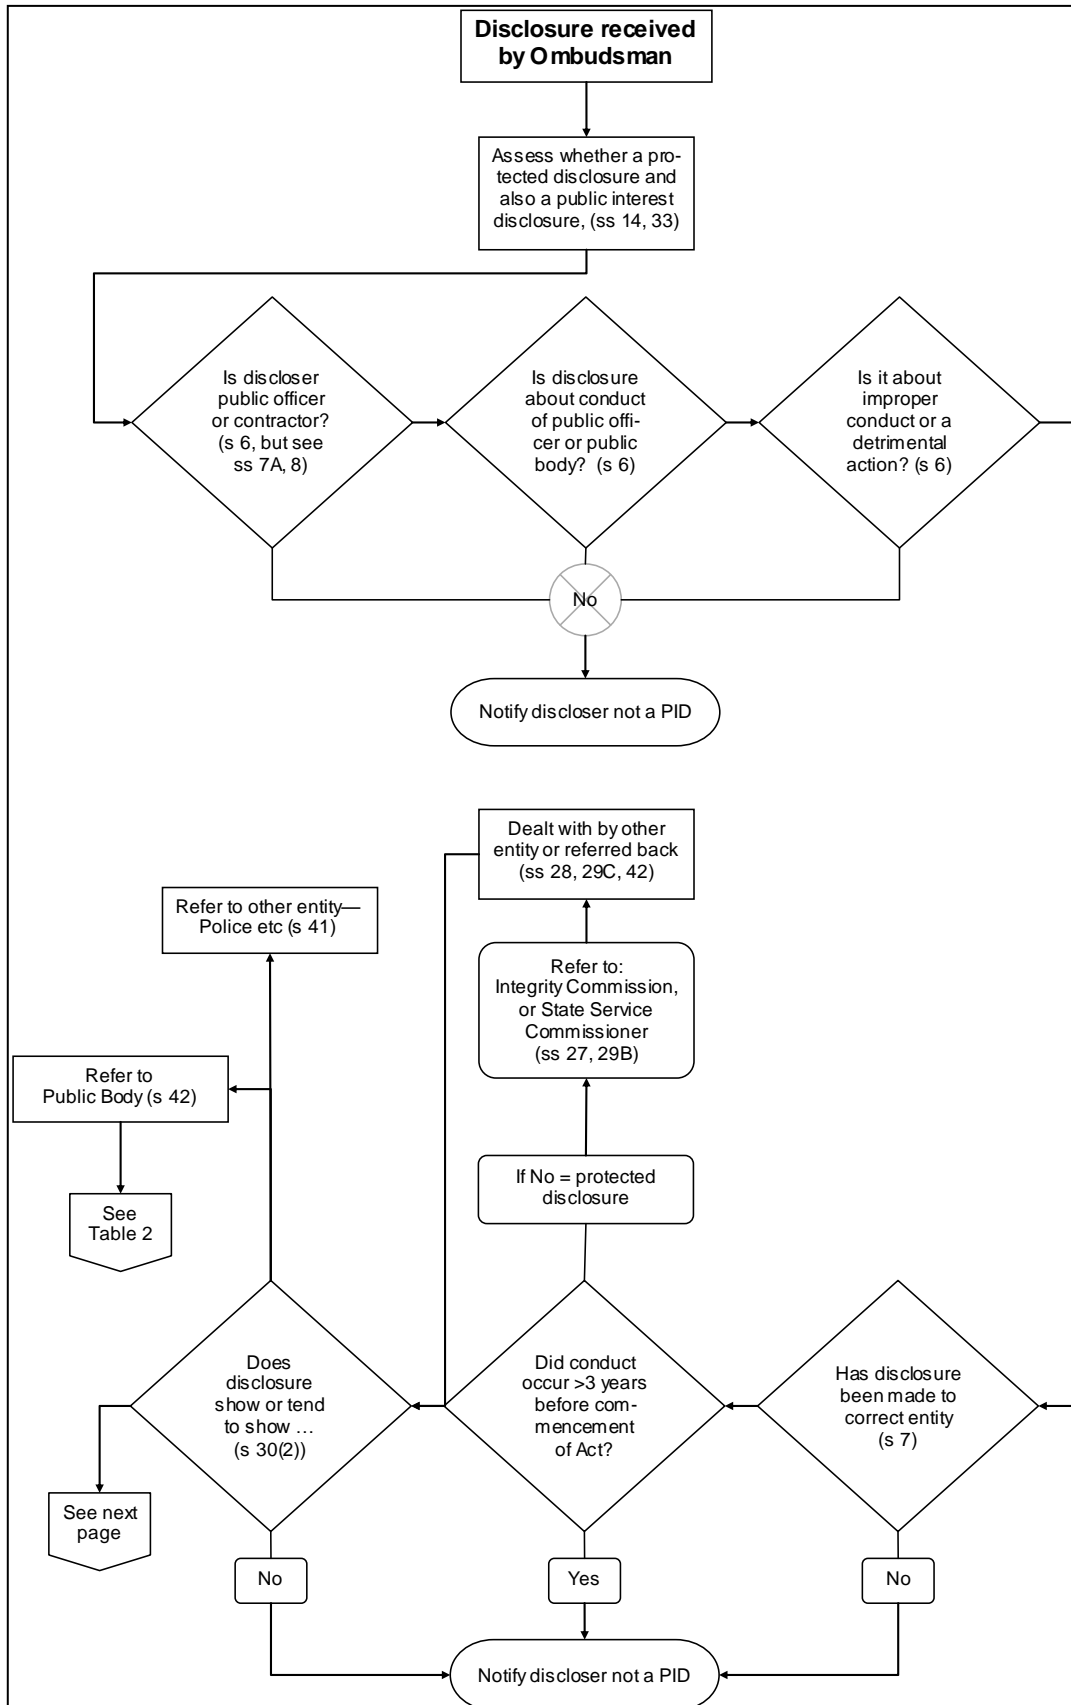 Disclosure received
by Ombudsman
Assess whether a pro-
tected disclosure and
also a public interest
disclosure, (ss 14, 33)
Is discloser
public officer
or contractor?
(s 6, but see
ss 7A, 8)
Is disclosure
about conduct
of public offi-
cer or public
body?  (s 6)
Is it about
improper
conduct or a
detrimental
action? (s 6)
No
Notify discloser not a PID
Dealt with by other
entity or referred back
(ss 28, 29C, 42)
Refer to other entity—
Police etc (s 41)
Refer to:
Integrity Commission,
or State Service
Commissioner
(ss 27, 29B)
Refer to
Public Body (s 42)
If No = protected
disclosure
See
Table 2
Does
disclosure
show or tend
to show …
(s 30(2))
Did conduct
occur >3 years
before com-
mencement
of Act?
Has disclosure
been made to
correct entity
(s 7)
See next
page
No
Yes
No
Notify discloser not a PID